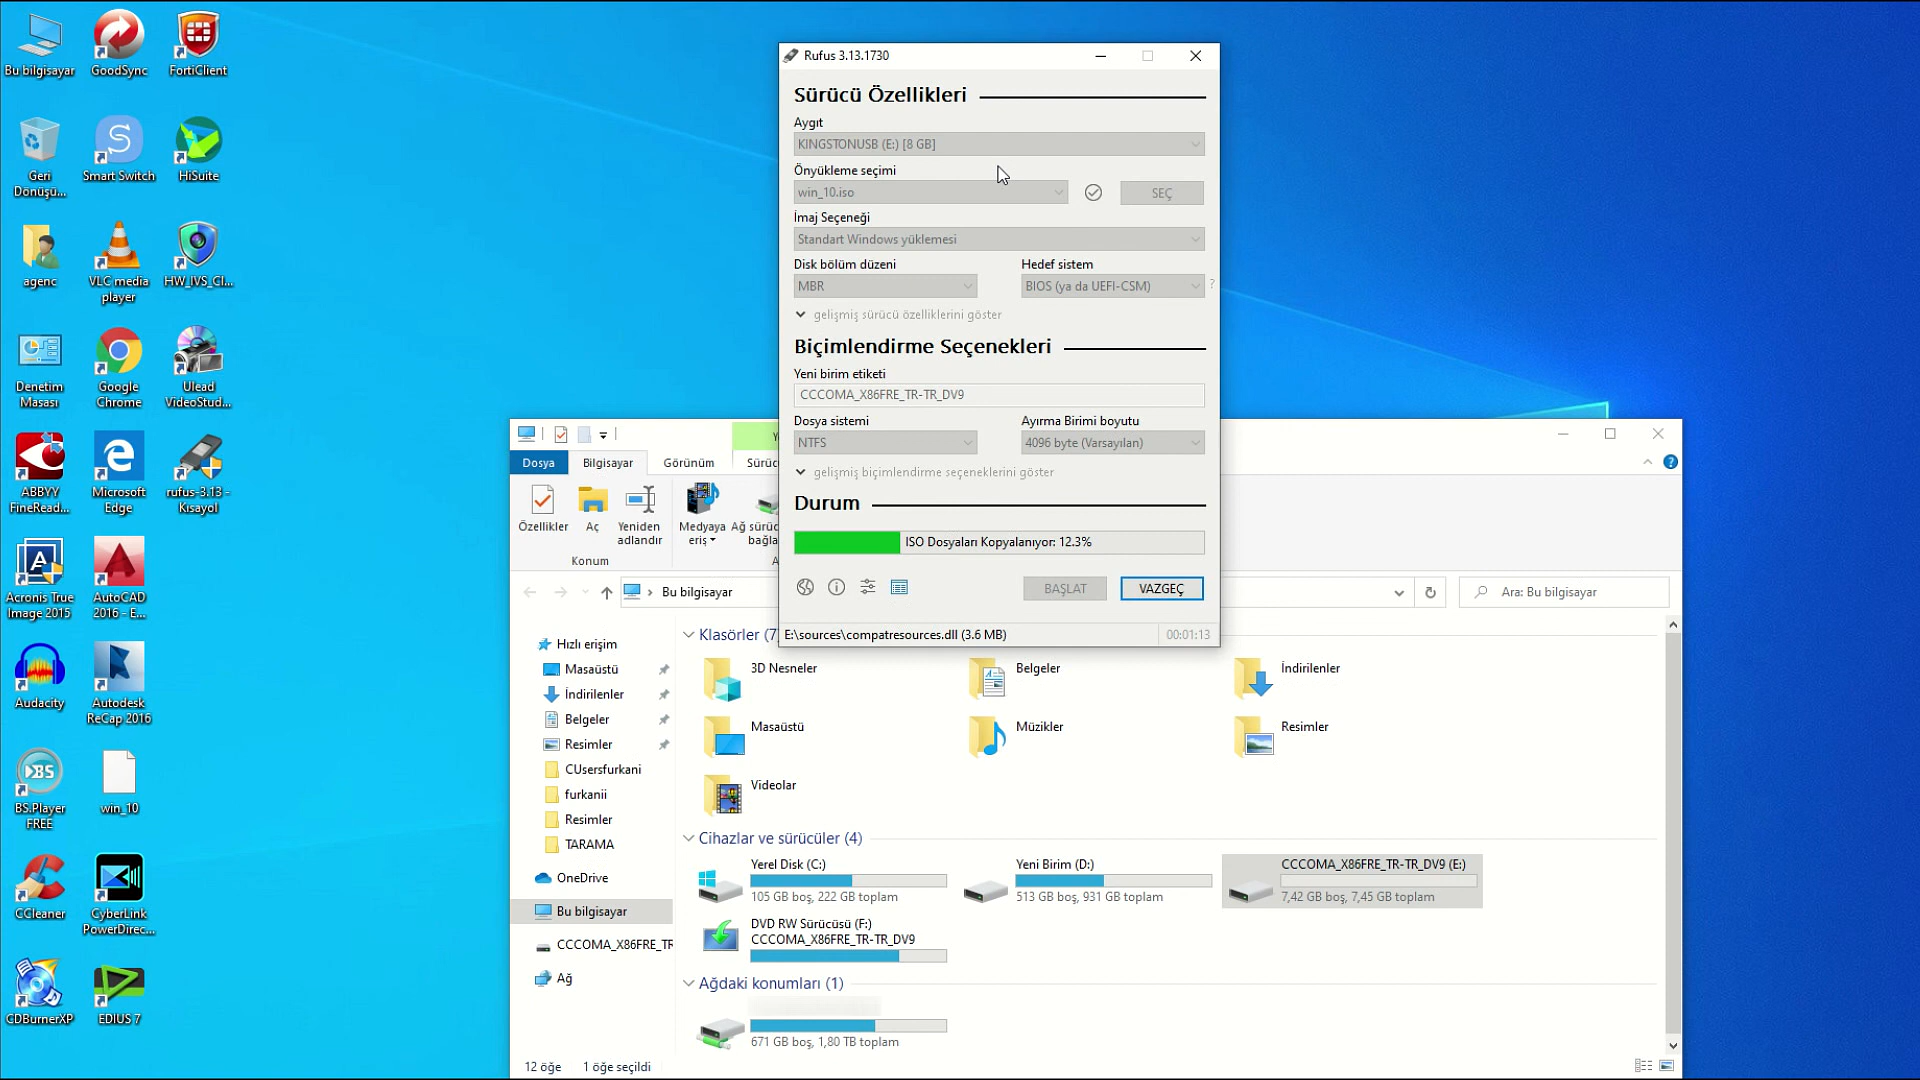 Bu bilgisayar
GoodSync
FortiClient
Geri
Dönüşü...
Smart Switch
HiSuite
agenc
VLC media
player
HW_IVS_Cl...
Denetim
Masası
Google
Chrome
Ulead
VideoStud...
ABBYY
FineRead...
Microsoft
Edge
rufus-3.13 -
Kısayol
Acronis True
Image 2015
AutoCAD
2016 - E...
Audacity
Autodesk
ReCap 2016
BS.Player
FREE
win_10
CCleaner
CyberLink
PowerDirec...
CDBurnerXP
EDIUS 7
Rufus 3.13.1730
Sürücü Özellikleri
Aygıt
KINGSTONUSB (E:) [8 GB]
Önyükleme seçimi
win_10.iso
SEÇ
İmaj Seçeneği
Standart Windows yüklemesi
Disk bölüm düzeni
Hedef sistem
MBR
BIOS (ya da UEFI-CSM)
?
gelişmiş sürücü özelliklerini göster
Biçimlendirme Seçenekleri
Yeni birim etiketi
CCCOMA_X86FRE_TR-TR_DV9
Dosya sistemi
Ayırma Birimi boyutu
NTFS
4096 byte (Varsayılan)
gelişmiş biçimlendirme seçeneklerini göster
Durum
ISO Dosyaları Kopyalanıyor: 12.3%
BAŞLAT
VAZGEÇ
E:\sources\compatresources.dll (3.6 MB)
00:01:13
Dosya
Bilgisayar
Görünüm
Sürüc
Özellikler
Aç
Yeniden
adlandır
Medyaya
eriş
Ağ sürüc
bağla
Konum
Bu bilgisayar
Ara: Bu bilgisayar
Hızlı erişim
Masaüstü
İndirilenler
Belgeler
Resimler
CUsersfurkani
furkanii
Resimler
TARAMA
OneDrive
Bu bilgisayar
CCCOMA_X86FRE_TR
Ağ
Klasörler (7)
3D Nesneler
Belgeler
İndirilenler
Masaüstü
Müzikler
Resimler
Videolar
Cihazlar ve sürücüler (4)
Yerel Disk (C:)
105 GB boş, 222 GB toplam
Yeni Birim (D:)
513 GB boş, 931 GB toplam
CCCOMA_X86FRE_TR-TR_DV9 (E:)
7,42 GB boş, 7,45 GB toplam
DVD RW Sürücüsü (F:)
CCCOMA_X86FRE_TR-TR_DV9
Ağdaki konumları (1)
671 GB boş, 1,80 TB toplam
12 öğe
1 öğe seçildi